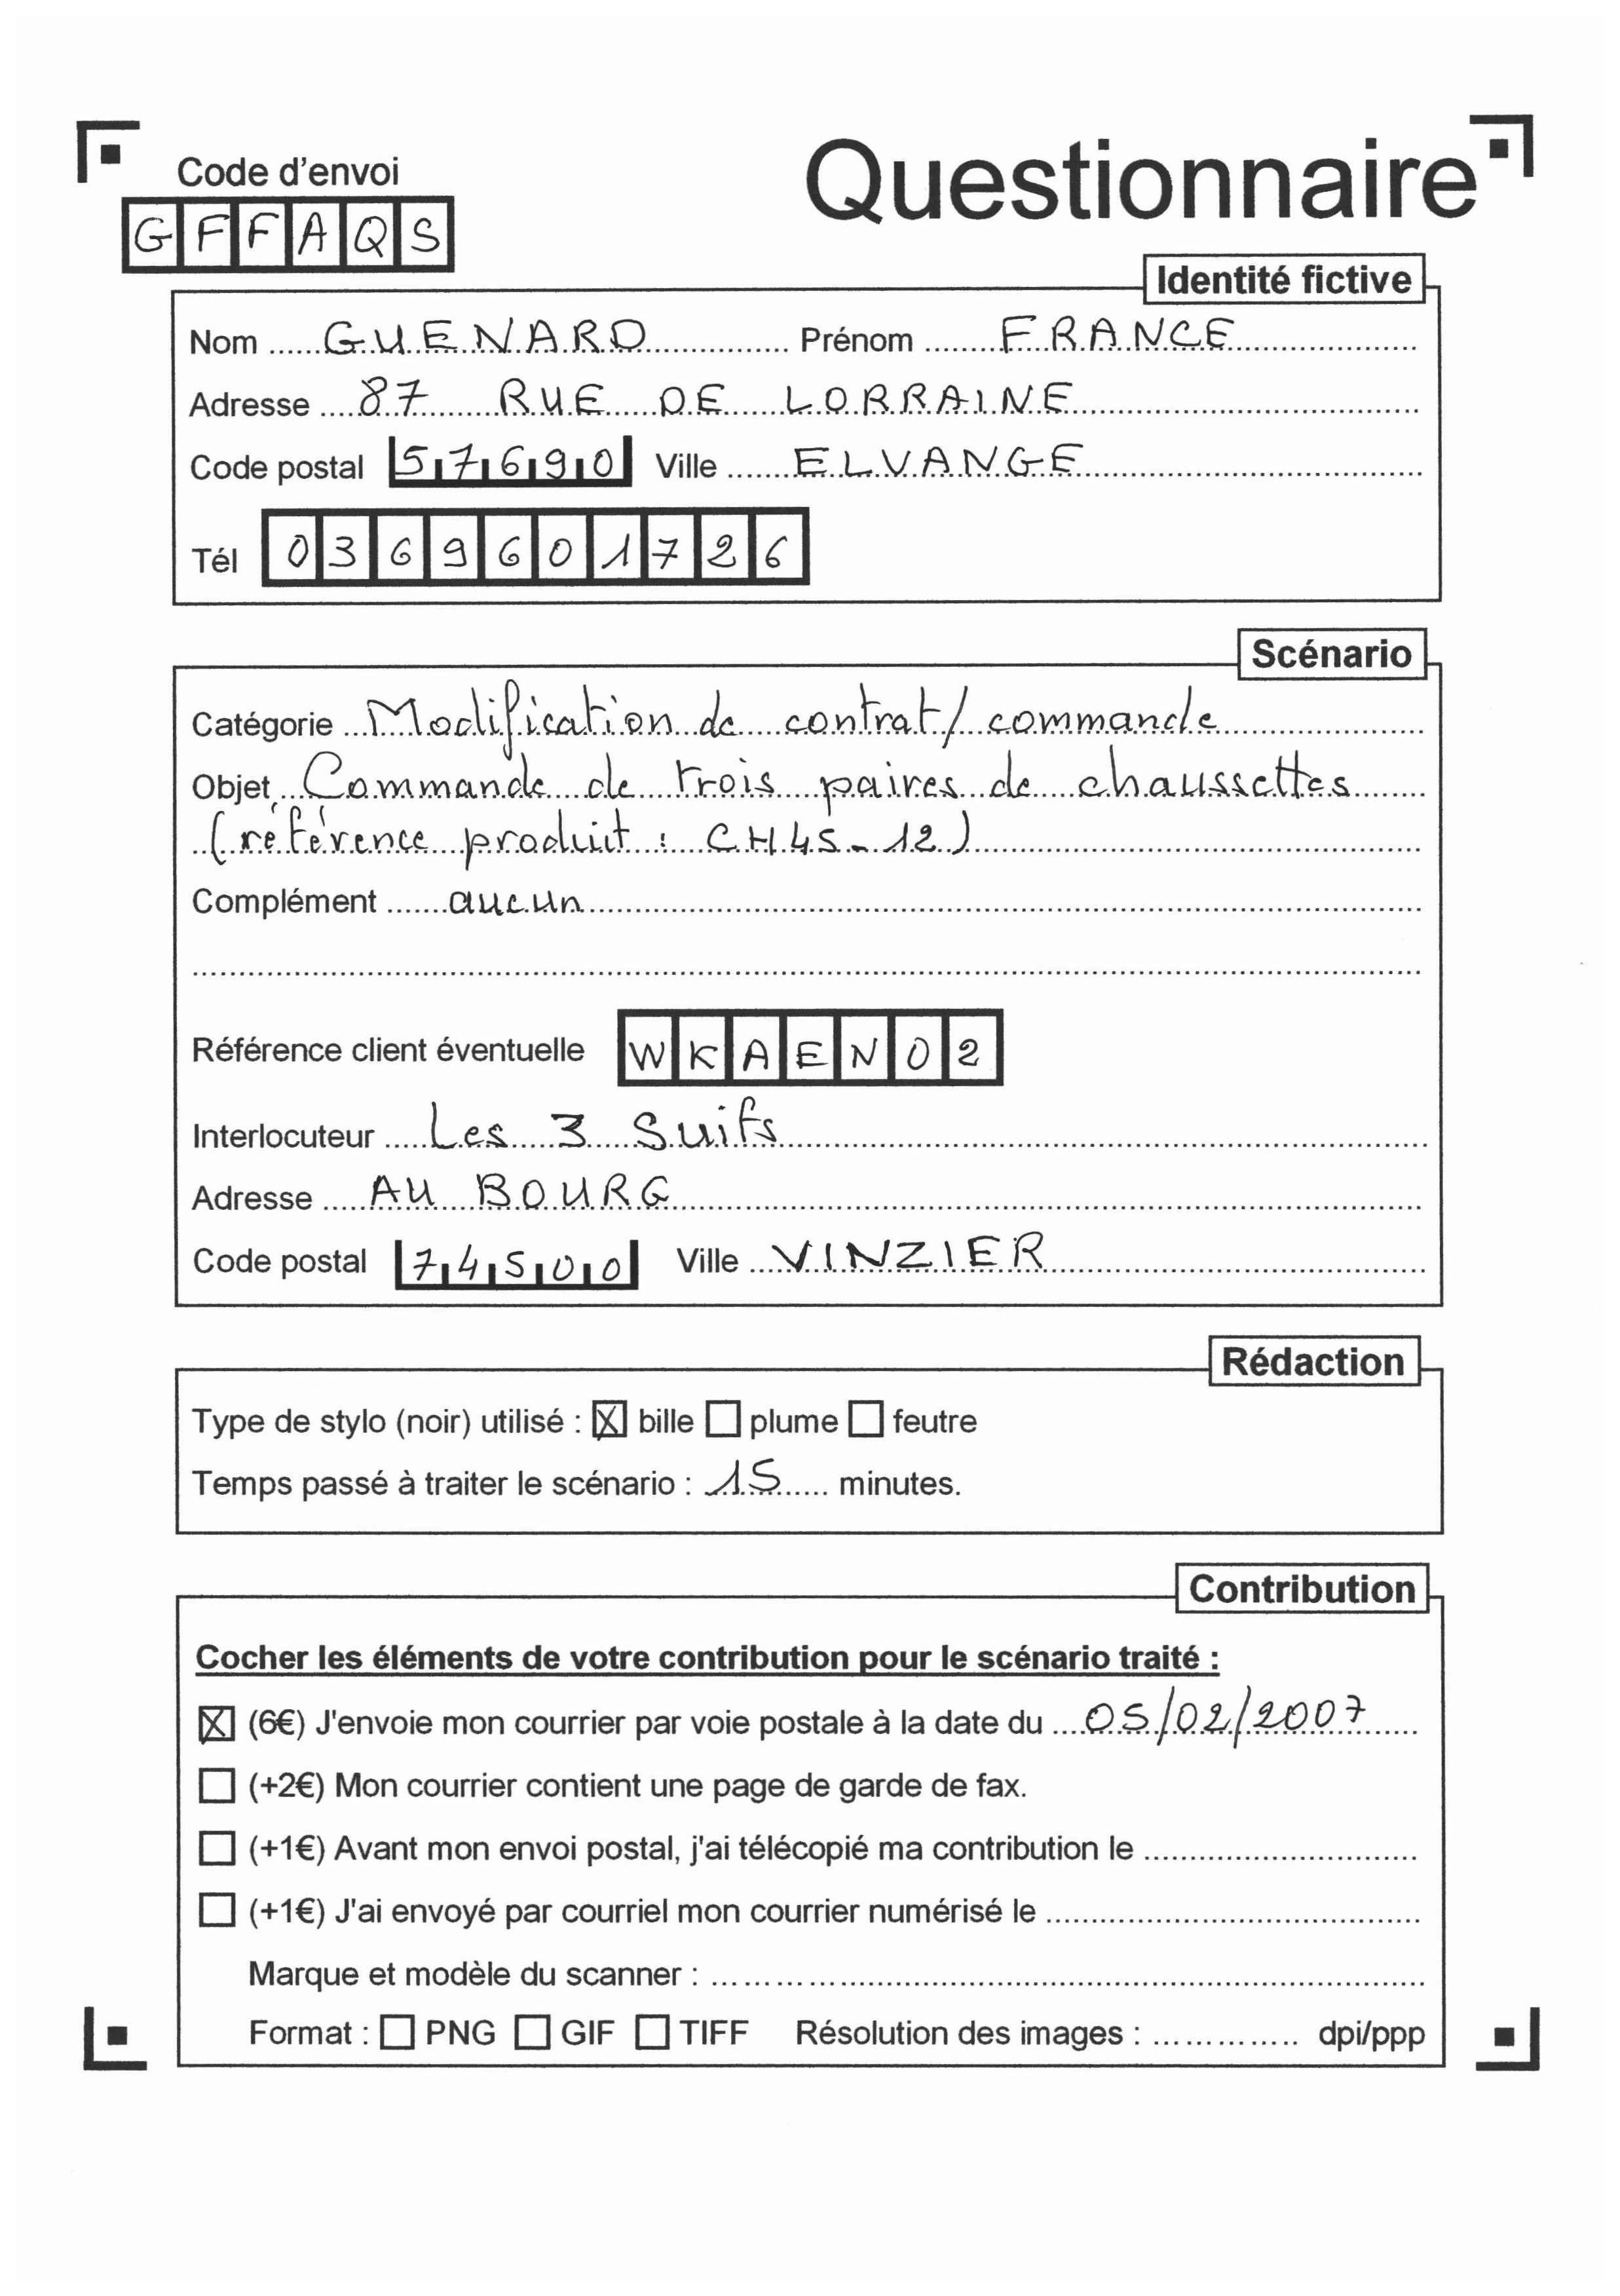 Code d'envoi
Questionnaire
GFFAQS
Identité fictive
Nom GUENARD Prénom FRANCE
Adresse 87 RUE DE LORRAINE
Code postal 57690 Ville ELVANGE
Tél 0369601726
Scénario
Catégorie Modification de contrat/commande
Objet Commande de trois paires de chaussettes
(référence produit : CH45-12)
Complément aucun
Référence client éventuelle WKAEN02
Interlocuteur Les 3 Suifs
Adresse AU BOURG
Code postal 74500 Ville VINZIER
Rédaction
Type de stylo (noir) utilisé : ☒ bille ☐ plume ☐ feutre
Temps passé à traiter le scénario : 15 minutes.
Contribution
Cocher les éléments de votre contribution pour le scénario traité :
☒ (6€) J'envoie mon courrier par voie postale à la date du 05/02/2007
☐ (+2€) Mon courrier contient une page de garde de fax.
☐ (+1€) Avant mon envoi postal, j'ai télécopié ma contribution le
☐ (+1€) J'ai envoyé par courriel mon courrier numérisé le
Marque et modèle du scanner :
Format : ☐ PNG ☐ GIF ☐ TIFF Résolution des images : dpi/ppp